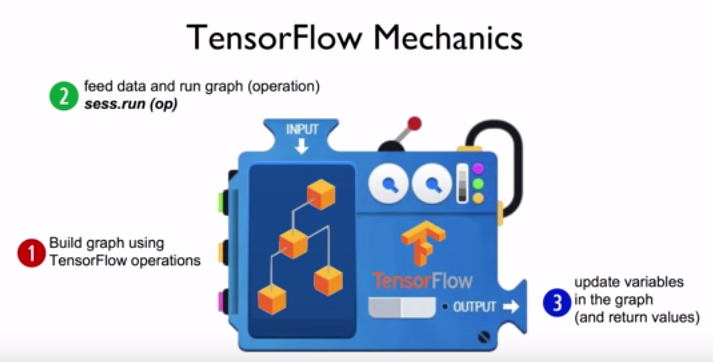 TensorFlow Mechanics
2
feed data and run graph (operation)
sess.run (op)
INPUT
1
Build graph using
TensorFlow operations
TensorFlow
OUTPUT
3
update variables
in the graph
(and return values)